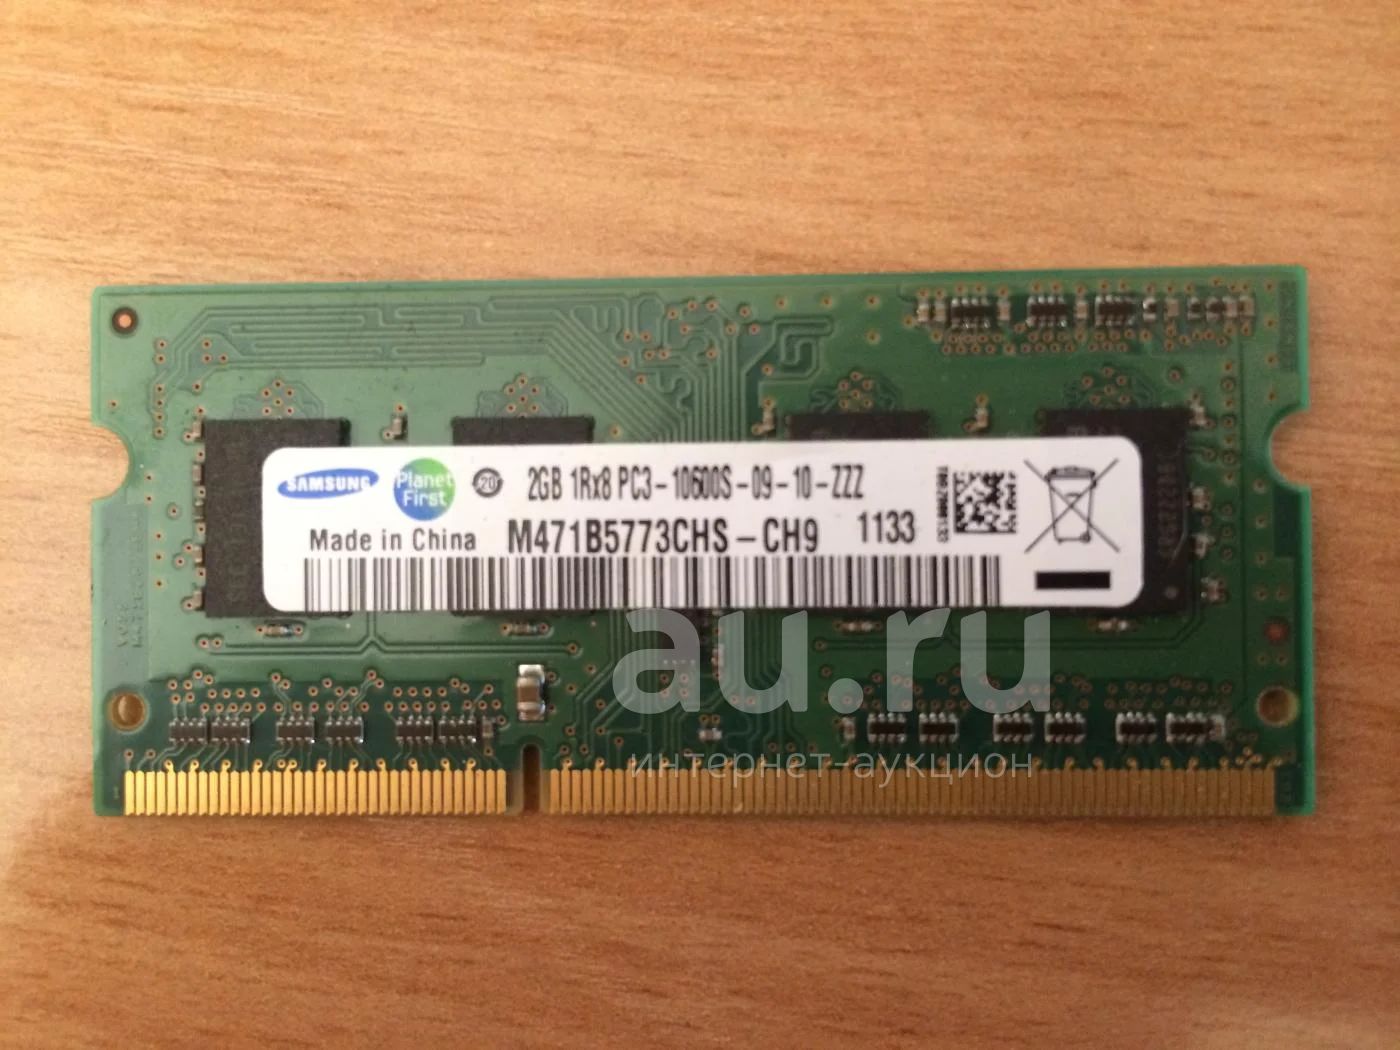 SAMSUNG
Planet
First
20
2GB 1Rx8 PC3-10600S-09-10-ZZZ
Made in China
M471B5773CHS-CH9
1133
au.ru
интернет-аукцион